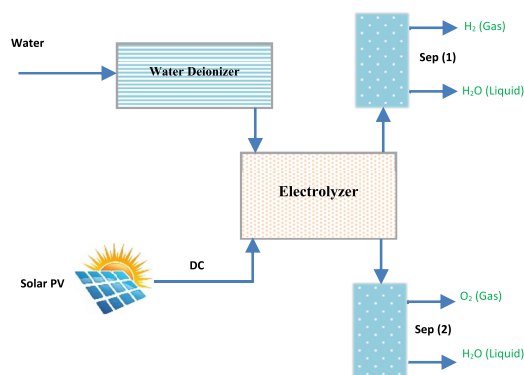 Water
Water Deionizer
H₂ (Gas)
Sep (1)
H₂O (Liquid)
Electrolyzer
Solar PV
DC
O₂ (Gas)
Sep (2)
H₂O (Liquid)